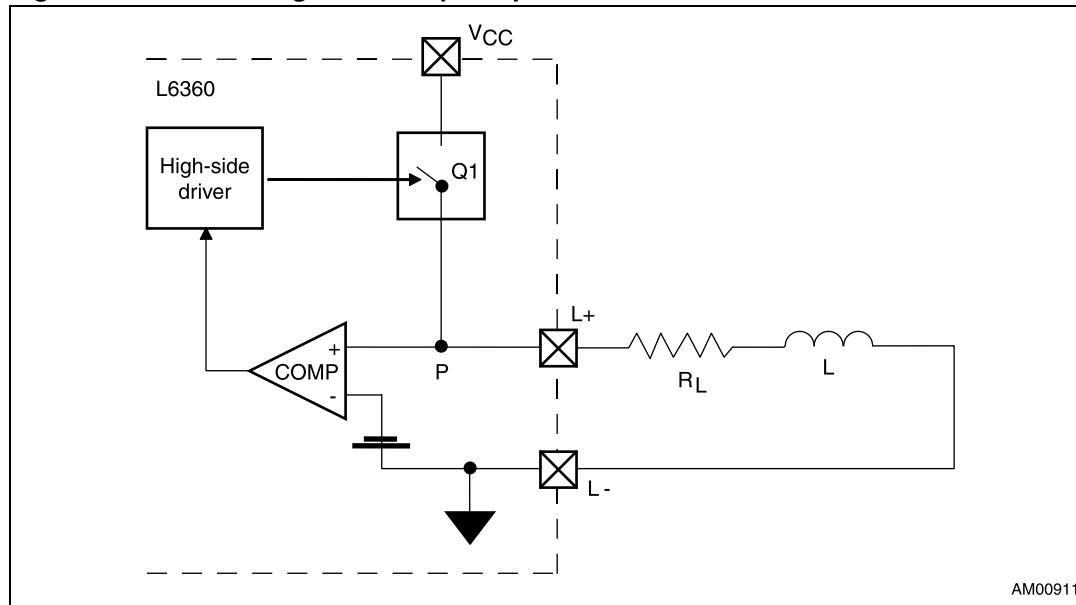 VCC
L6360
High-side
driver
Q1
L+
+
COMP
-
P
RL
L
L -
AM00911